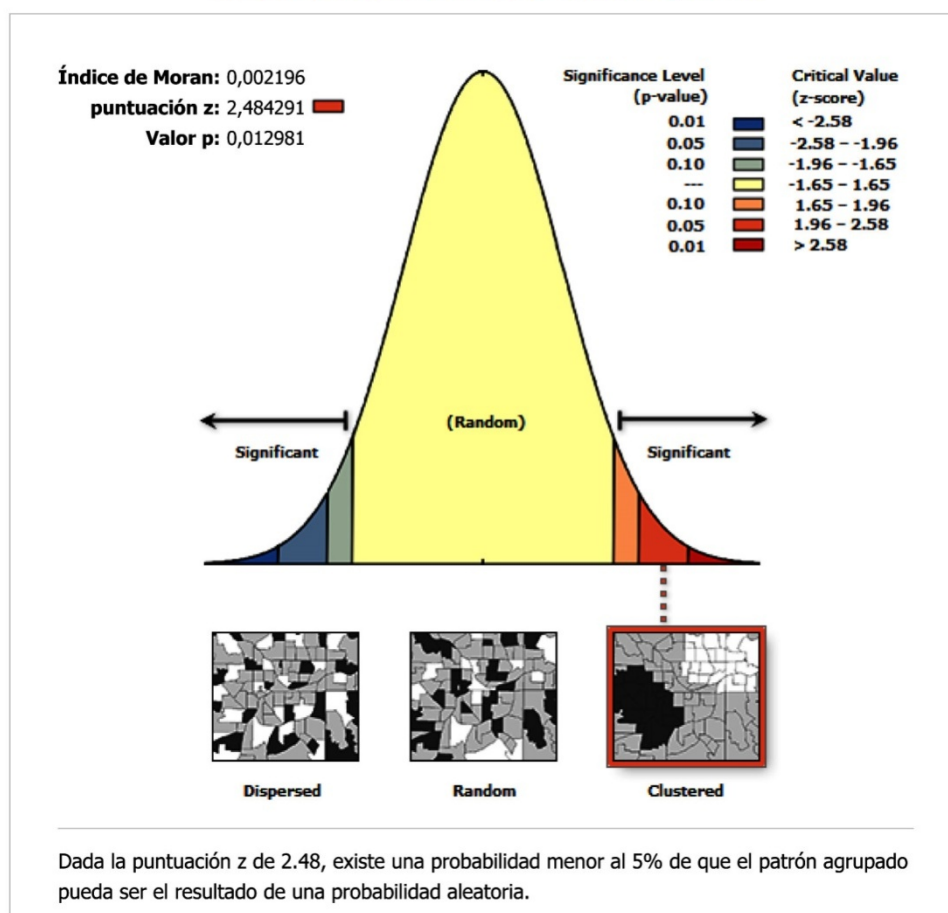 Índice de Moran: 0,002196
puntuación z: 2,484291
Valor p: 0,012981
Significance Level
(p-value)
Critical Value
(z-score)
0.01 < -2.58
0.05 -2.58 – -1.96
0.10 -1.96 – -1.65
--- -1.65 – 1.65
0.10 1.65 – 1.96
0.05 1.96 – 2.58
0.01 > 2.58
(Random)
Significant
Significant
Dispersed
Random
Clustered
Dada la puntuación z de 2.48, existe una probabilidad menor al 5% de que el patrón agrupado
pueda ser el resultado de una probabilidad aleatoria.